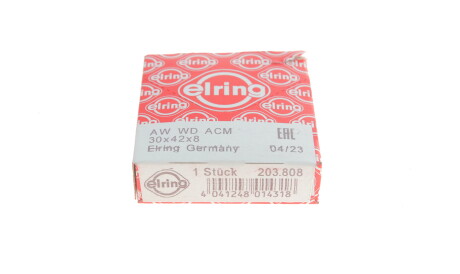 elring
AW WD ACM
30x42x8
EAC
Elring Germany 04/23
elring
1 Stück 203.808
4 041248 014318